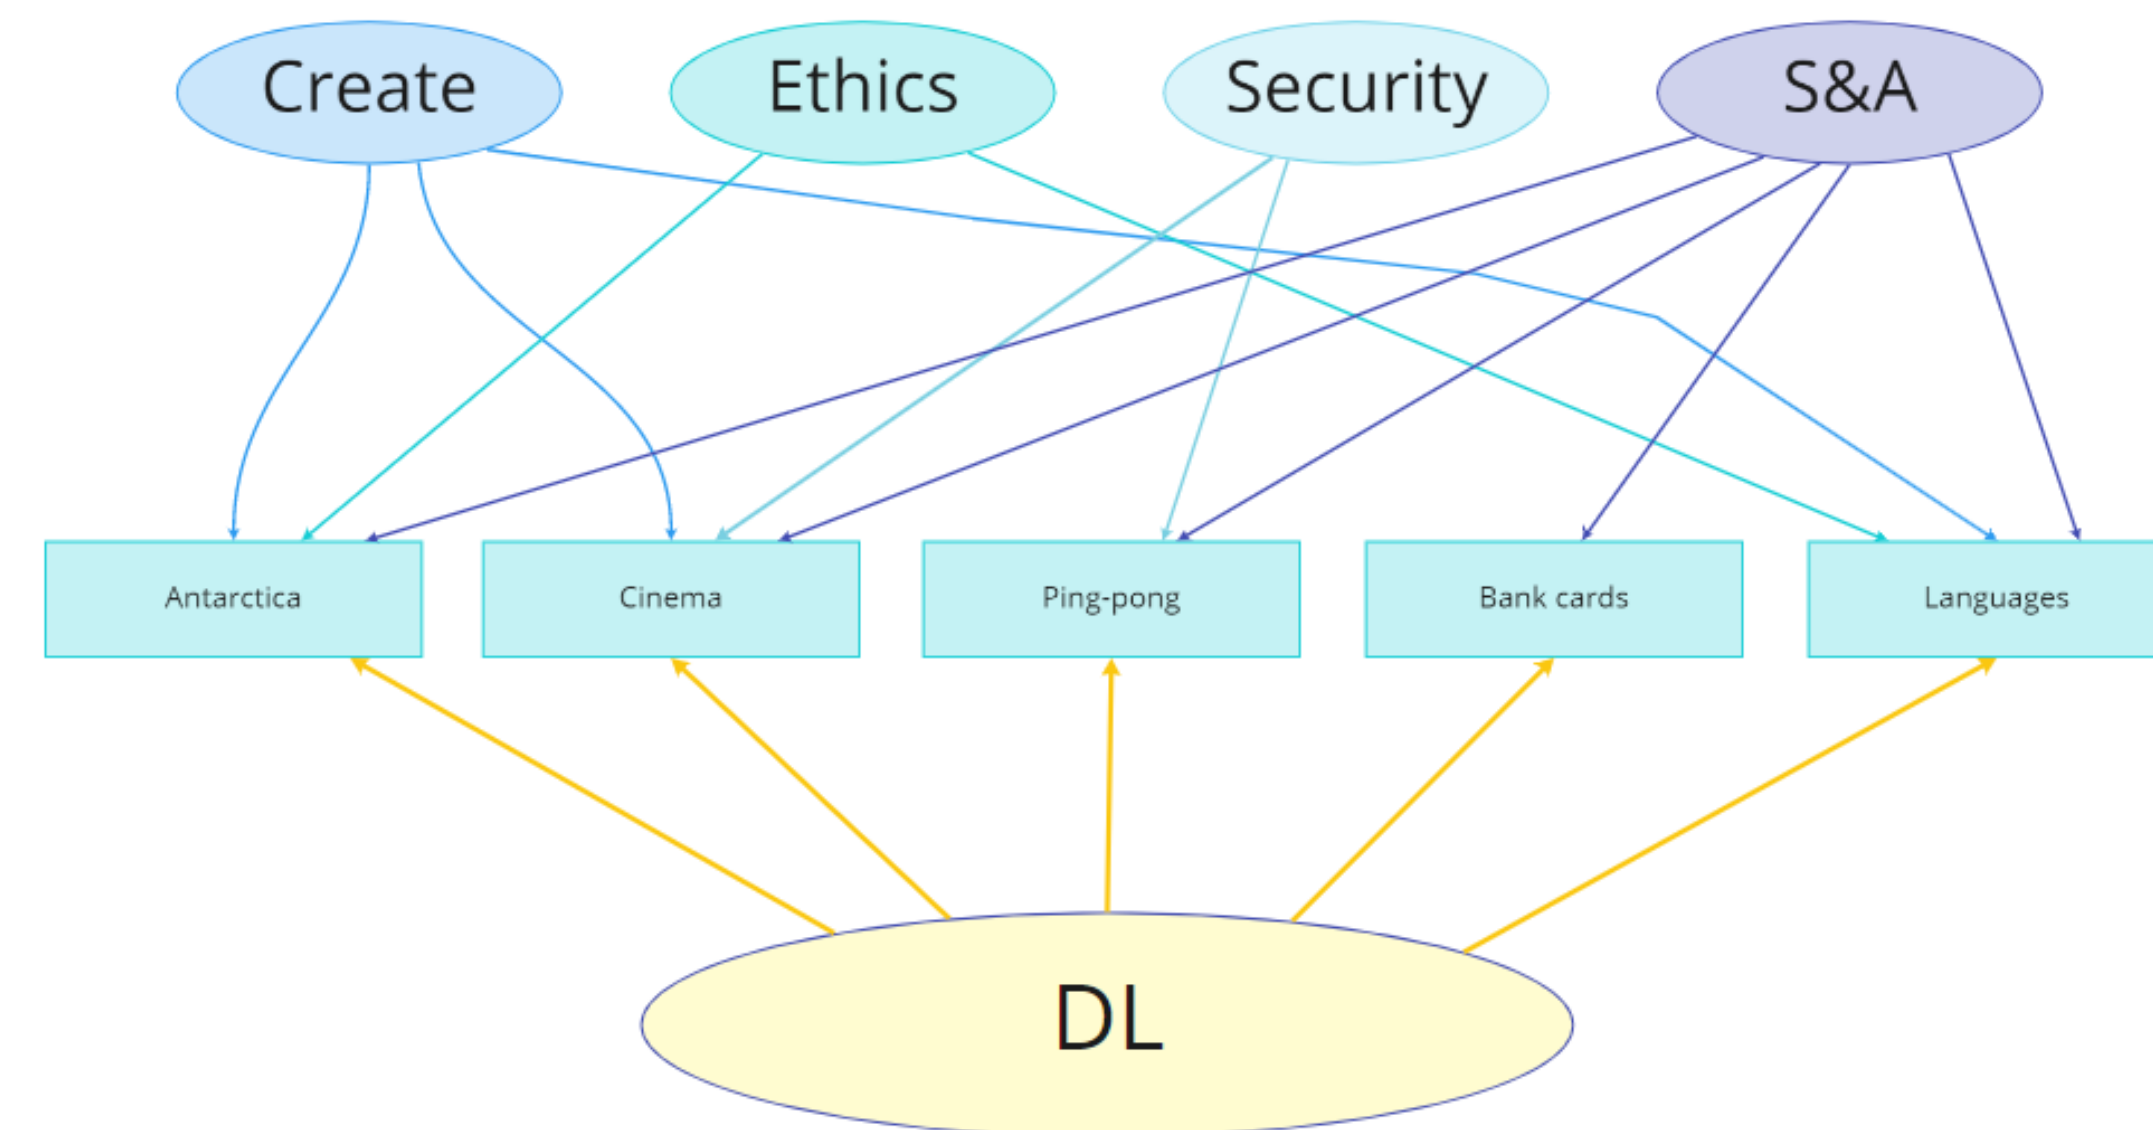 Create
Ethics
Security
S&A
Antarctica
Cinema
Ping-pong
Bank cards
Languages
DL